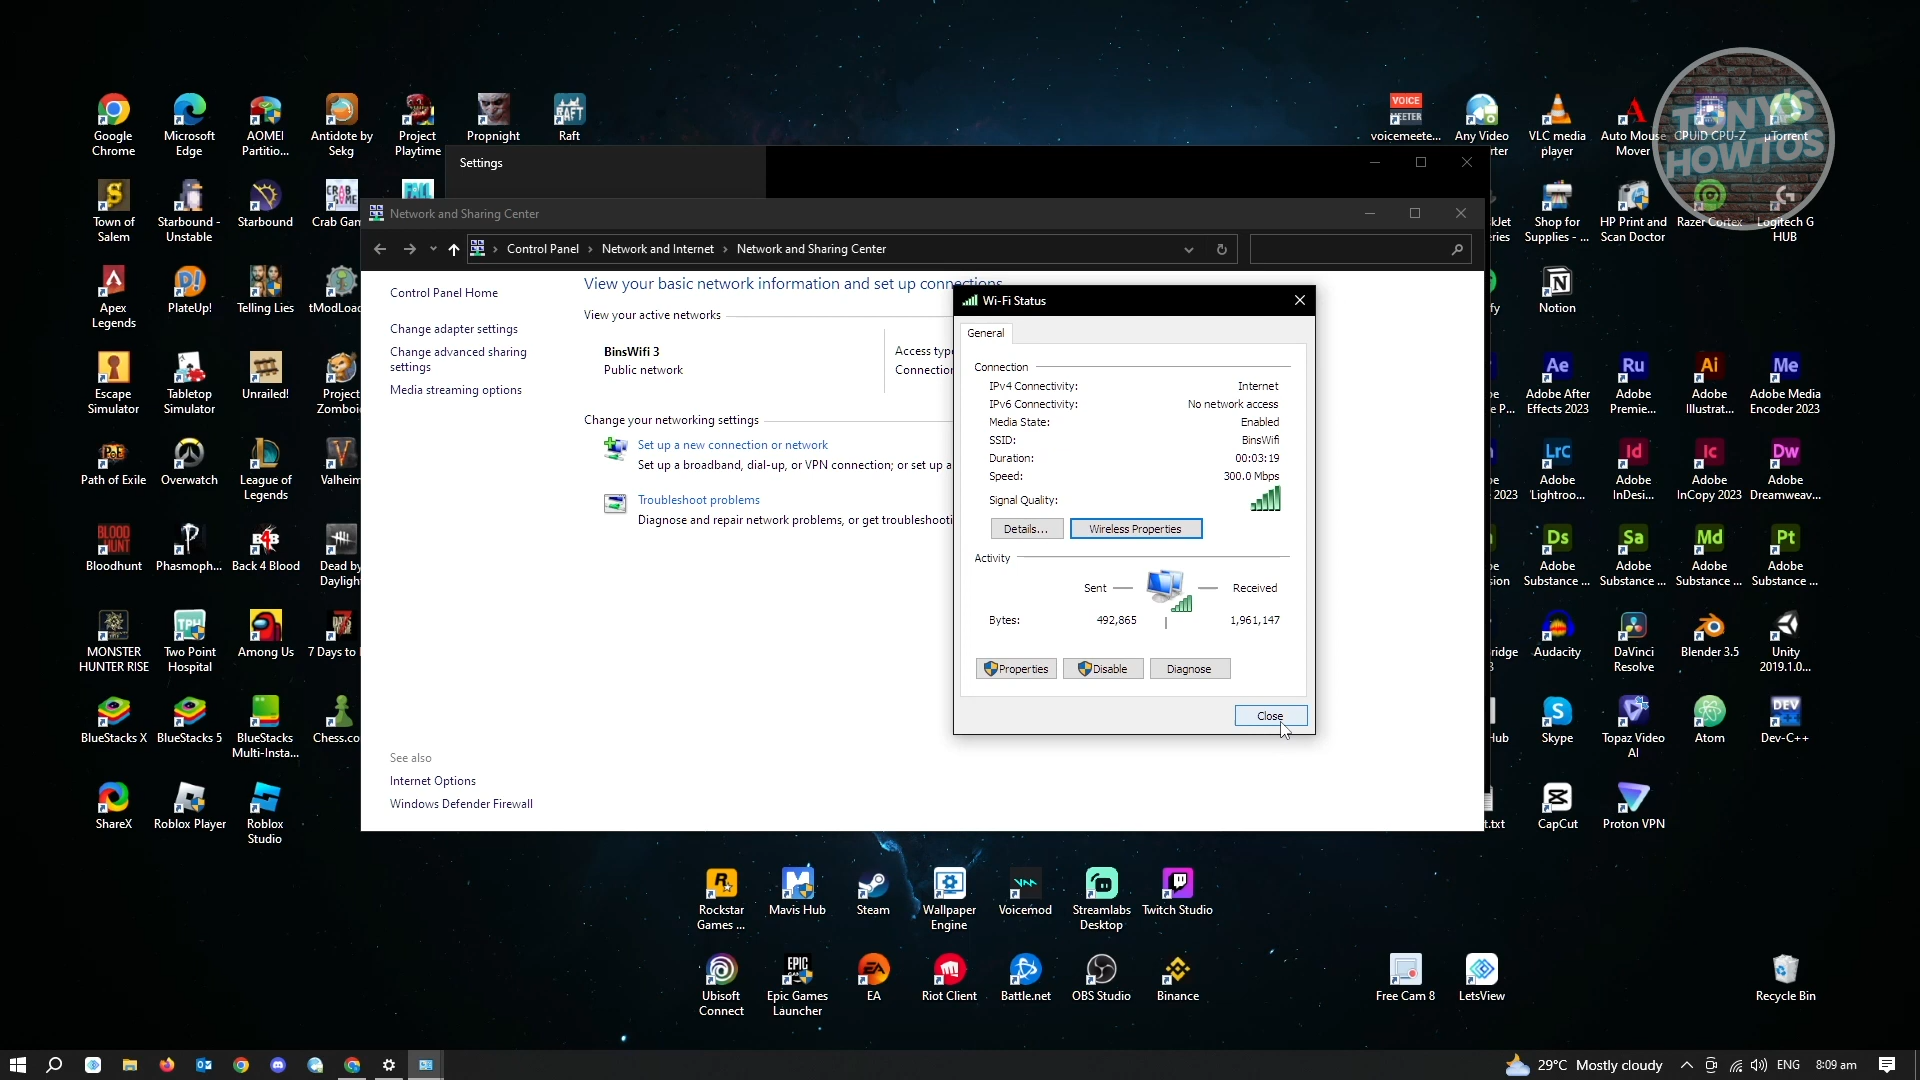 Google
Chrome
Microsoft
Edge
AOMEI
Partitio...
Antidote by
Sekg
Project
Playtime
Propnight
Raft
VOICE
MEETER
voicemeete...
Any Video
VLC media
player
Auto Mouse
Mover
CPUID CPU-Z
µTorrent
TONY'S
HOWTOS
Settings
Town of
Salem
Starbound -
Unstable
Starbound
Crab Gam
Shop for
Supplies - ...
HP Print and
Scan Doctor
Razer Cortex
Logitech G
HUB
Network and Sharing Center
Control Panel > Network and Internet > Network and Sharing Center
Apex
Legends
PlateUp!
Telling Lies
tModLoad
Notion
Control Panel Home
Change adapter settings
Change advanced sharing
settings
Media streaming options
View your basic network information and set up connections
View your active networks
BinsWifi 3
Public network
Access type
Connection
Change your networking settings
Set up a new connection or network
Set up a broadband, dial-up, or VPN connection; or set up a
Troubleshoot problems
Diagnose and repair network problems, or get troubleshooti
See also
Internet Options
Windows Defender Firewall
Wi-Fi Status
General
Connection
IPv4 Connectivity: Internet
IPv6 Connectivity: No network access
Media State: Enabled
SSID: BinsWifi
Duration: 00:03:19
Speed: 300.0 Mbps
Signal Quality:
Details...
Wireless Properties
Activity
Sent
Received
Bytes: 492,865 1,961,147
Properties
Disable
Diagnose
Close
Escape
Simulator
Tabletop
Simulator
Unrailed!
Project
Zomboid
Adobe After
Effects 2023
Adobe
Premie...
Adobe
Illustrat...
Adobe Media
Encoder 2023
Path of Exile
Overwatch
League of
Legends
Valheim
Adobe
'Lightroo...
Adobe
InDesi...
Adobe
InCopy 2023
Adobe
Dreamweav...
Bloodhunt
Phasmoph...
Back 4 Blood
Dead by
Daylight
Adobe
Substance ...
Adobe
Substance ...
Adobe
Substance ...
Adobe
Substance ...
MONSTER
HUNTER RISE
Two Point
Hospital
Among Us
7 Days to
Audacity
DaVinci
Resolve
Blender 3.5
Unity
2019.1.0...
BlueStacks X
BlueStacks 5
BlueStacks
Multi-Insta...
Chess.co
Skype
Topaz Video
AI
Atom
Dev-C++
ShareX
Roblox Player
Roblox
Studio
t.txt
CapCut
Proton VPN
Rockstar
Games ...
Mavis Hub
Steam
Wallpaper
Engine
Voicemod
Streamlabs
Desktop
Twitch Studio
Ubisoft
Connect
Epic Games
Launcher
EA
Riot Client
Battle.net
OBS Studio
Binance
Free Cam 8
LetsView
Recycle Bin
29°C Mostly cloudy
ENG
8:09 am